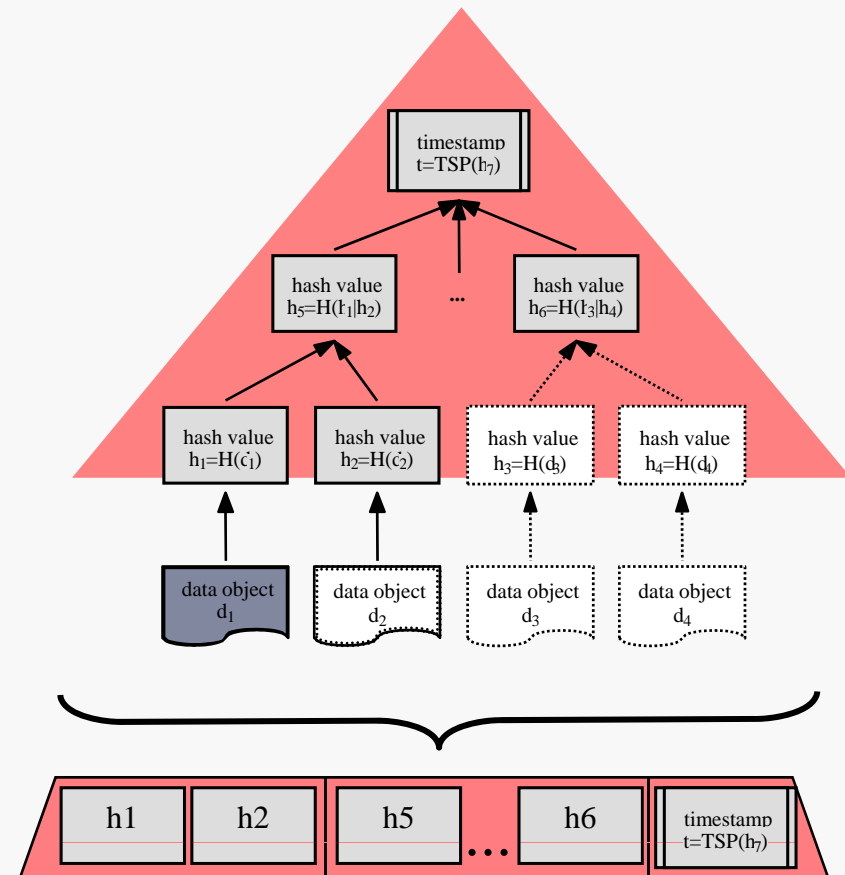 timestamp
t=TSP(h₇)
hash value
h₅=H(h₁|h₂)
...
hash value
h₆=H(h₃|h₄)
hash value
h₁=H(d₁)
hash value
h₂=H(d₂)
hash value
h₃=H(d₃)
hash value
h₄=H(d₄)
data object
d₁
data object
d₂
data object
d₃
data object
d₄
h1
h2
h5
...
h6
timestamp
t=TSP(h₇)